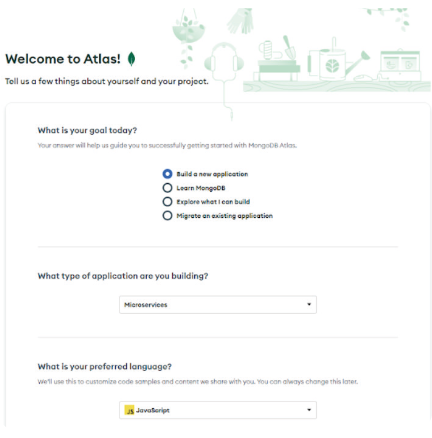 Welcome to Atlas!
Tell us a few things about yourself and your project.
What is your goal today?
Your answer will help us guide you to successfully getting started with MongoDB Atlas.
Build a new application
Learn MongoDB
Explore what I can build
Migrate an existing application
What type of application are you building?
Microservices
What is your preferred language?
We'll use this to customize code samples and content we share with you. You can always change this later.
JS JavaScript